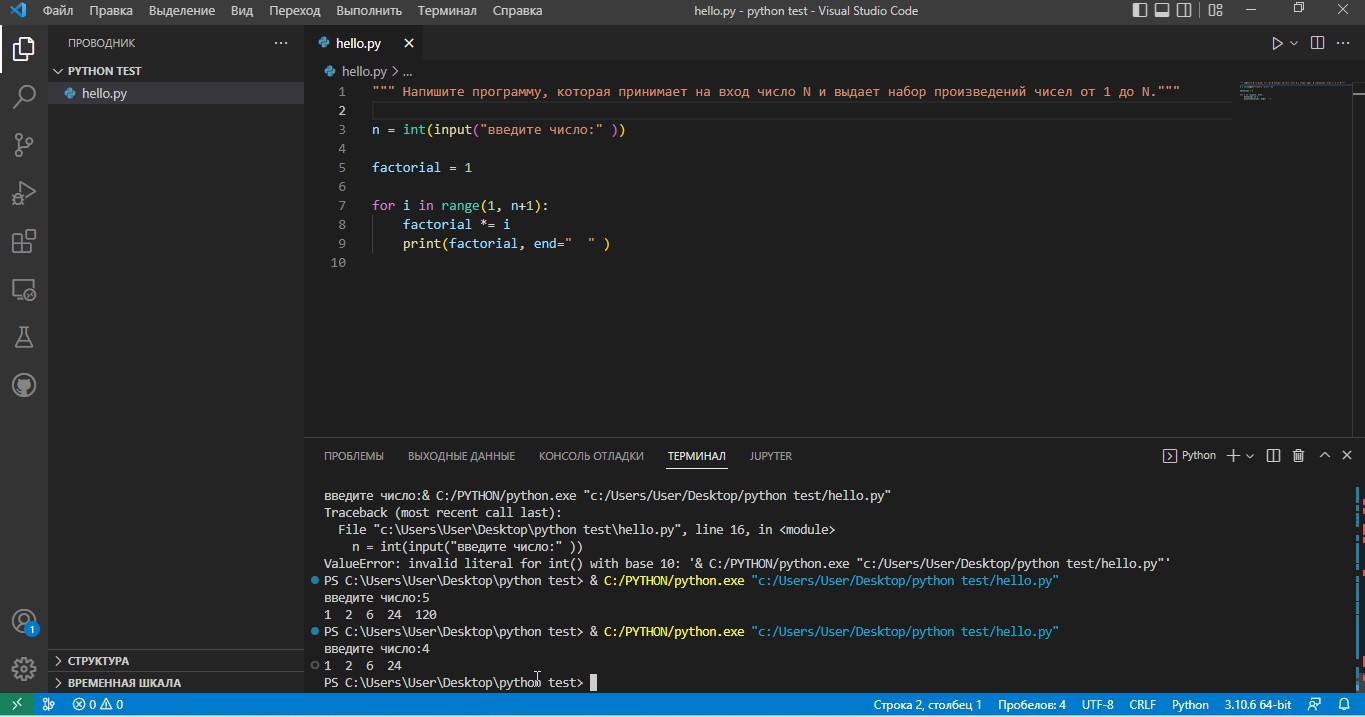 Файл Правка Выделение Вид Переход Выполнить Терминал Справка hello.py - python test - Visual Studio Code
ПРОВОДНИК ...
hello.py
PYTHON TEST
hello.py
hello.py > ...
1 """ Напишите программу, которая принимает на вход число N и выдает набор произведений чисел от 1 до N."""
2
3 n = int(input("введите число:" ))
4
5 factorial = 1
6
7 for i in range(1, n+1):
8 factorial *= i
9 print(factorial, end="  " )
10
ПРОБЛЕМЫ ВЫХОДНЫЕ ДАННЫЕ КОНСОЛЬ ОТЛАДКИ ТЕРМИНАЛ JUPYTER Python
введите число:& C:/PYTHON/python.exe "c:/Users/User/Desktop/python test/hello.py"
Traceback (most recent call last):
File "c:\Users\User\Desktop\python test\hello.py", line 16, in <module>
n = int(input("введите число:" ))
ValueError: invalid literal for int() with base 10: '& C:/PYTHON/python.exe "c:/Users/User/Desktop/python test/hello.py"'
PS C:\Users\User\Desktop\python test> & C:/PYTHON/python.exe "c:/Users/User/Desktop/python test/hello.py"
введите число:5
1  2  6  24  120
PS C:\Users\User\Desktop\python test> & C:/PYTHON/python.exe "c:/Users/User/Desktop/python test/hello.py"
введите число:4
1  2  6  24
PS C:\Users\User\Desktop\python test>
1
СТРУКТУРА
ВРЕМЕННАЯ ШКАЛА
0 0 Строка 2, столбец 1 Пробелов: 4 UTF-8 CRLF Python 3.10.6 64-bit